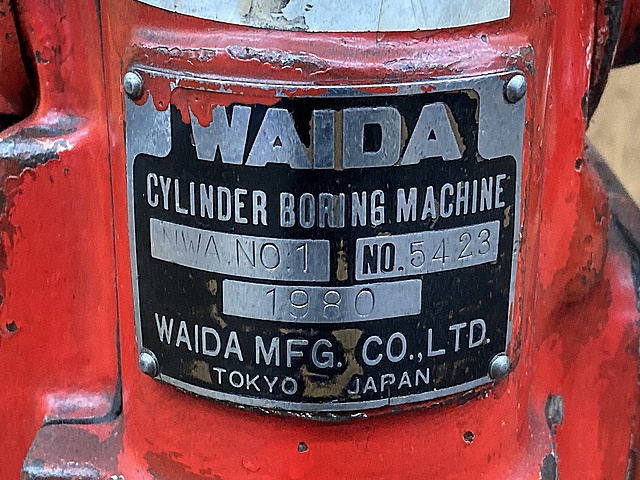 WAIDA
CYLINDER BORING MACHINE
NWA.NO.1 NO.5423
1980
WAIDA MFG. CO.,LTD.
TOKYO JAPAN.